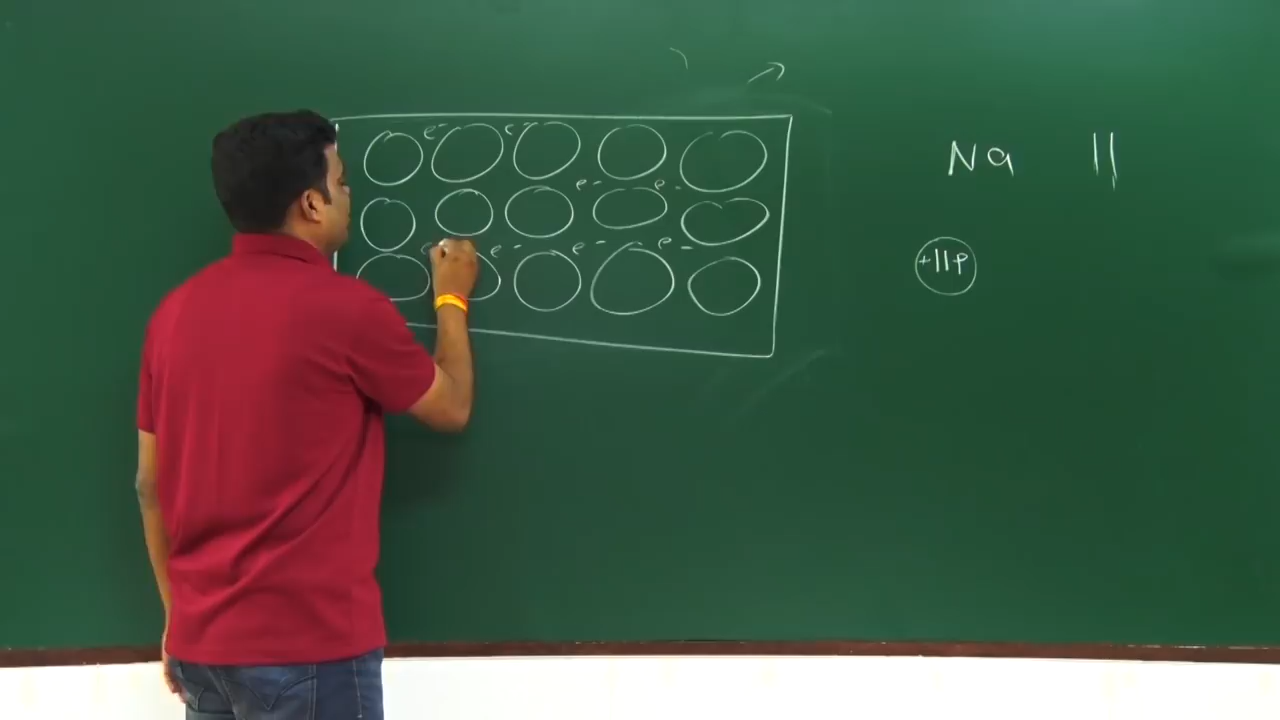 e- e-
e- e-
e- e- e- e-
Na 11
+11p